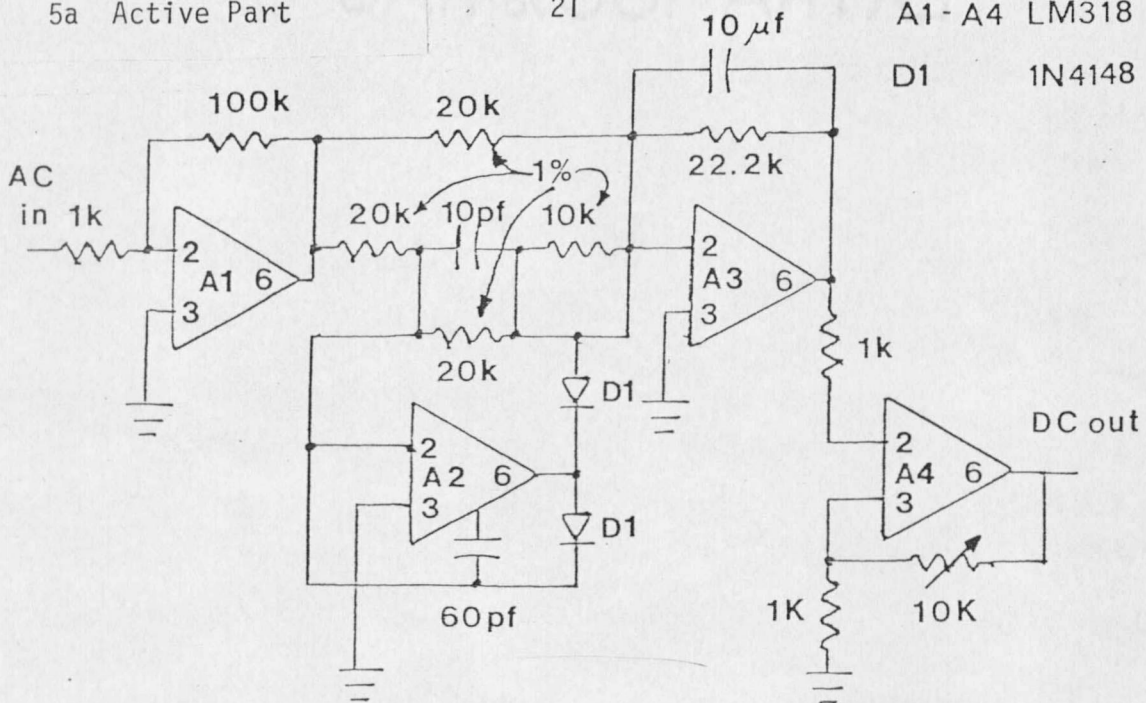 5a Active Part
21
A1-A4 LM318
D1 1N4148
10 µf
100k
20k
22.2k
1%
AC
in 1k
20k
10pf
10k
2
A1
6
3
2
A3
6
3
20k
D1
1k
2
A2
6
3
D1
DC out
2
A4
6
3
60pf
1K
10K